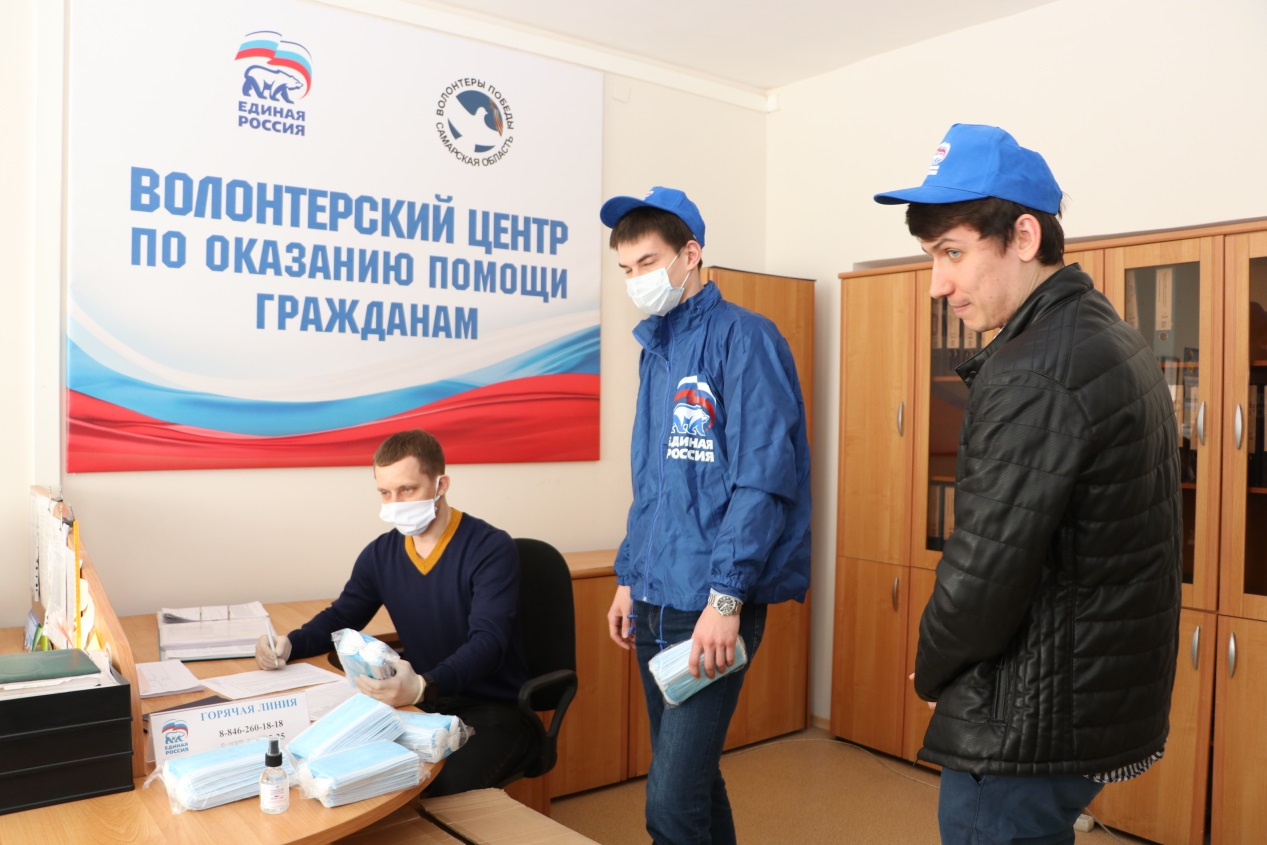 ЕДИНАЯ
РОССИЯ
ВОЛОНТЕРЫ ПОБЕДЫ
САМАРСКАЯ ОБЛАСТЬ
ВОЛОНТЕРСКИЙ ЦЕНТР
ПО ОКАЗАНИЮ ПОМОЩИ
ГРАЖДАНАМ
ЕДИНАЯ
РОССИЯ
ГОРЯЧАЯ ЛИНИЯ
8-846-260-18-18
ЕДИНАЯ
РОССИЯ